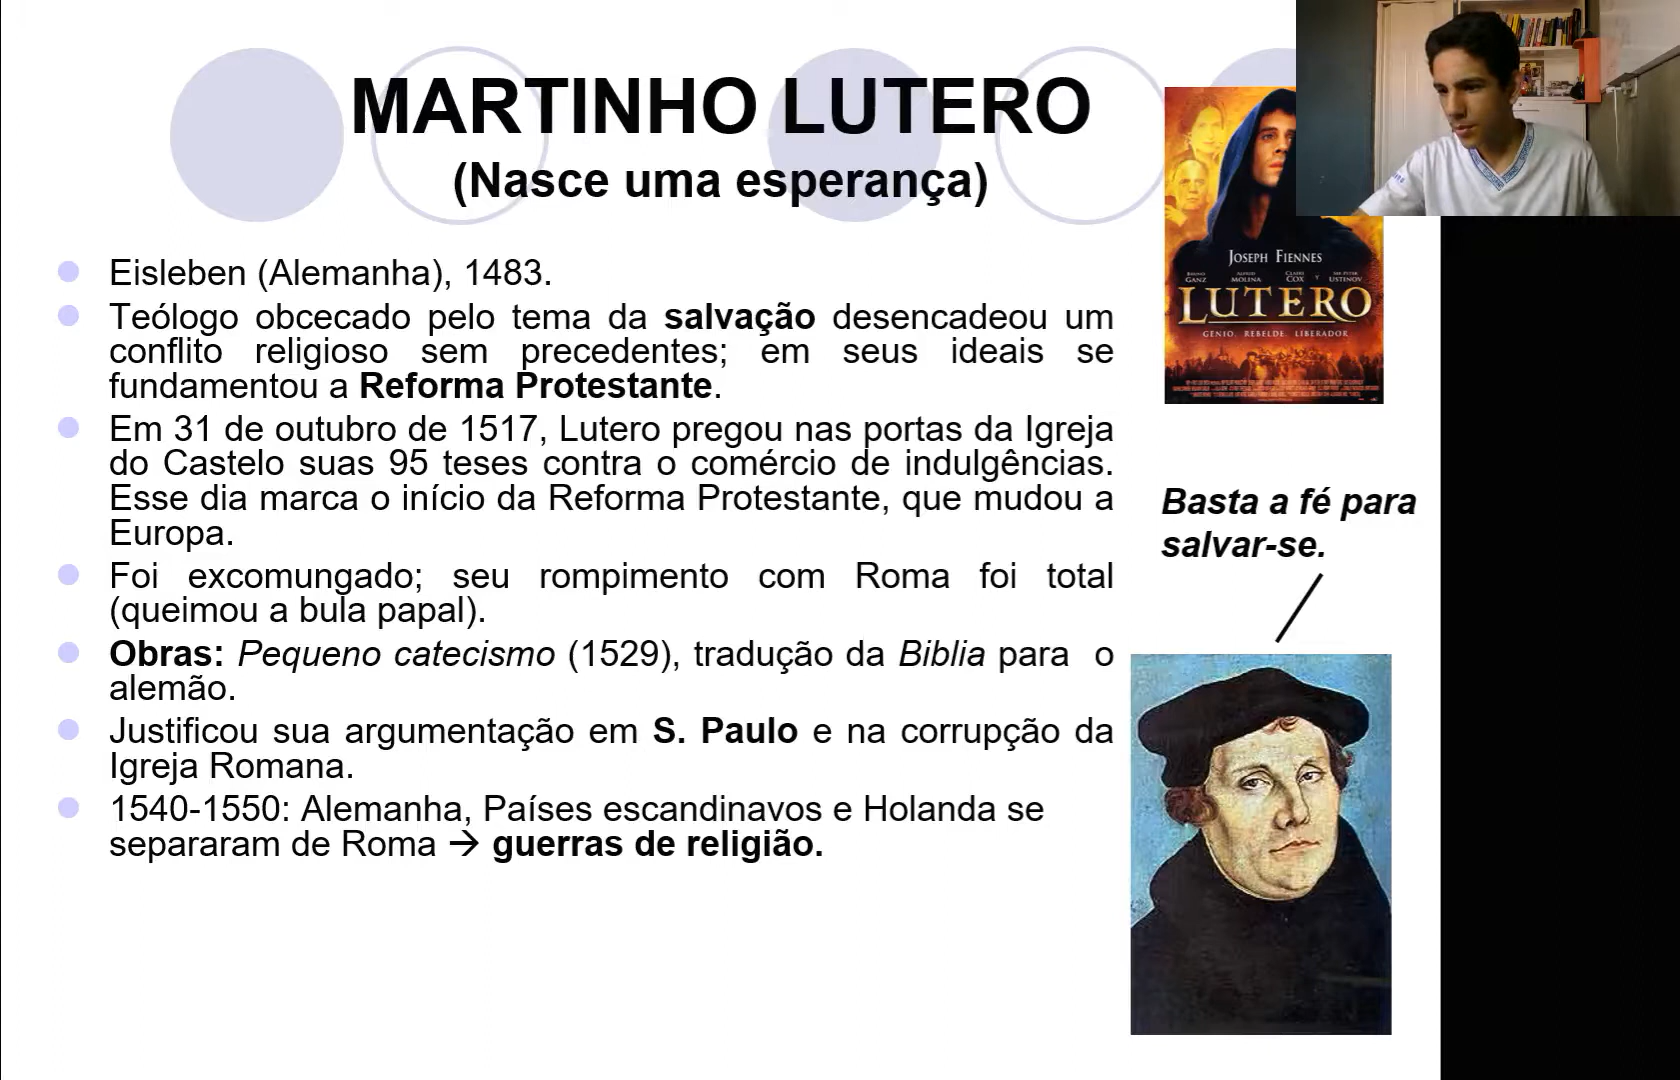 MARTINHO LUTERO
(Nasce uma esperança)
Eisleben (Alemanha), 1483.
Teólogo obcecado pelo tema da salvação desencadeou um
conflito religioso sem precedentes; em seus ideais se
fundamentou a Reforma Protestante.
Em 31 de outubro de 1517, Lutero pregou nas portas da Igreja
do Castelo suas 95 teses contra o comércio de indulgências.
Esse dia marca o início da Reforma Protestante, que mudou a
Europa.
Foi excomungado; seu rompimento com Roma foi total
(queimou a bula papal).
Obras: Pequeno catecismo (1529), tradução da Biblia para o
alemão.
Justificou sua argumentação em S. Paulo e na corrupção da
Igreja Romana.
1540-1550: Alemanha, Países escandinavos e Holanda se
separaram de Roma → guerras de religião.
JOSEPH FIENNES
BRUNO GANZ ALFRED MOLINA CLAIRE COX Y SIR PETER USTINOV
LUTERO
GENIO. REBELDE. LIBERADOR
Basta a fé para
salvar-se.